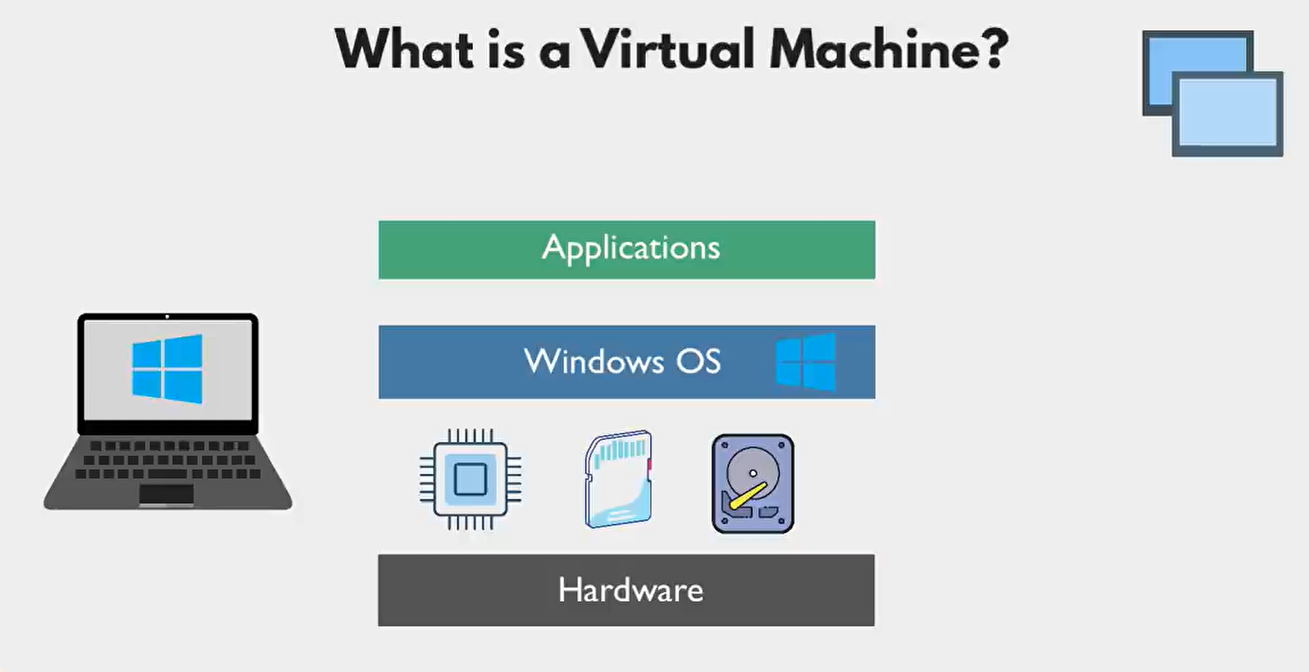 What is a Virtual Machine?
Applications
Windows OS
Hardware